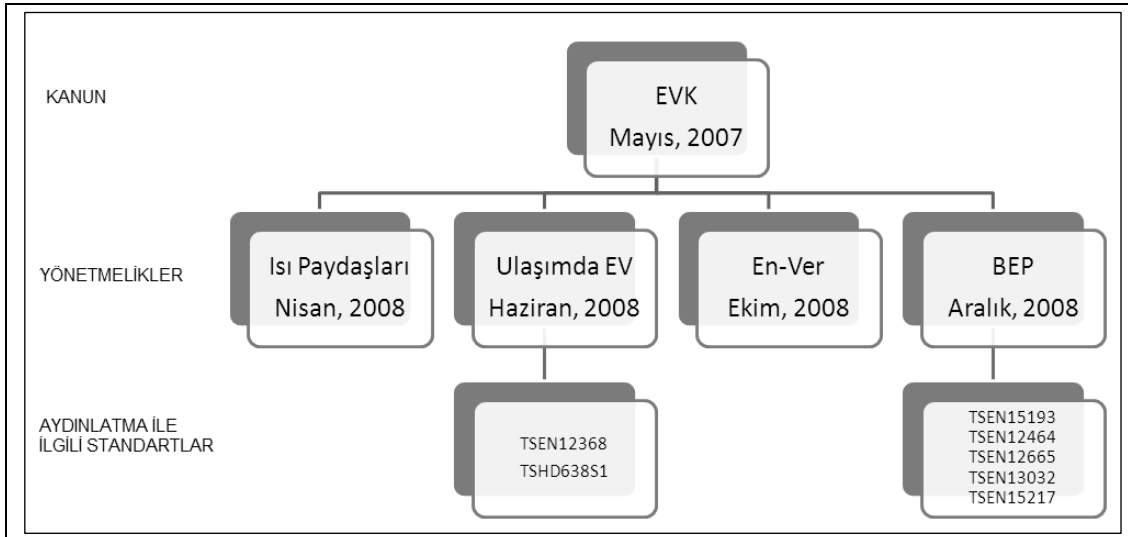 KANUN
EVK
Mayıs, 2007
YÖNETMELİKLER
Isı Paydaşları
Nisan, 2008
Ulaşımda EV
Haziran, 2008
En-Ver
Ekim, 2008
BEP
Aralık, 2008
AYDINLATMA İLE
İLGİLİ STANDARTLAR
TSEN12368
TSHD638S1
TSEN15193
TSEN12464
TSEN12665
TSEN13032
TSEN15217